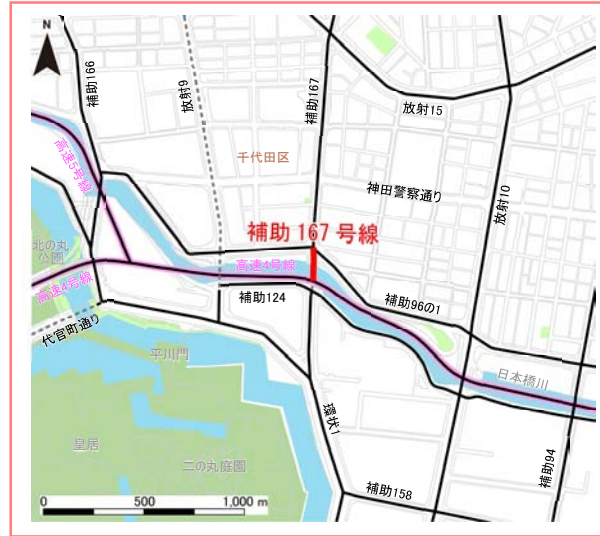 N
補助166
放射9
補助167
放射15
高速5号線
千代田区
神田警察通り
放射10
補助 167 号線
北の丸
公園
高速4号線
高速4号線
補助124
補助96の1
代官町通り
平川門
日本橋川
環状1
皇居
二の丸庭園
補助94
補助158
0 500 1,000 m